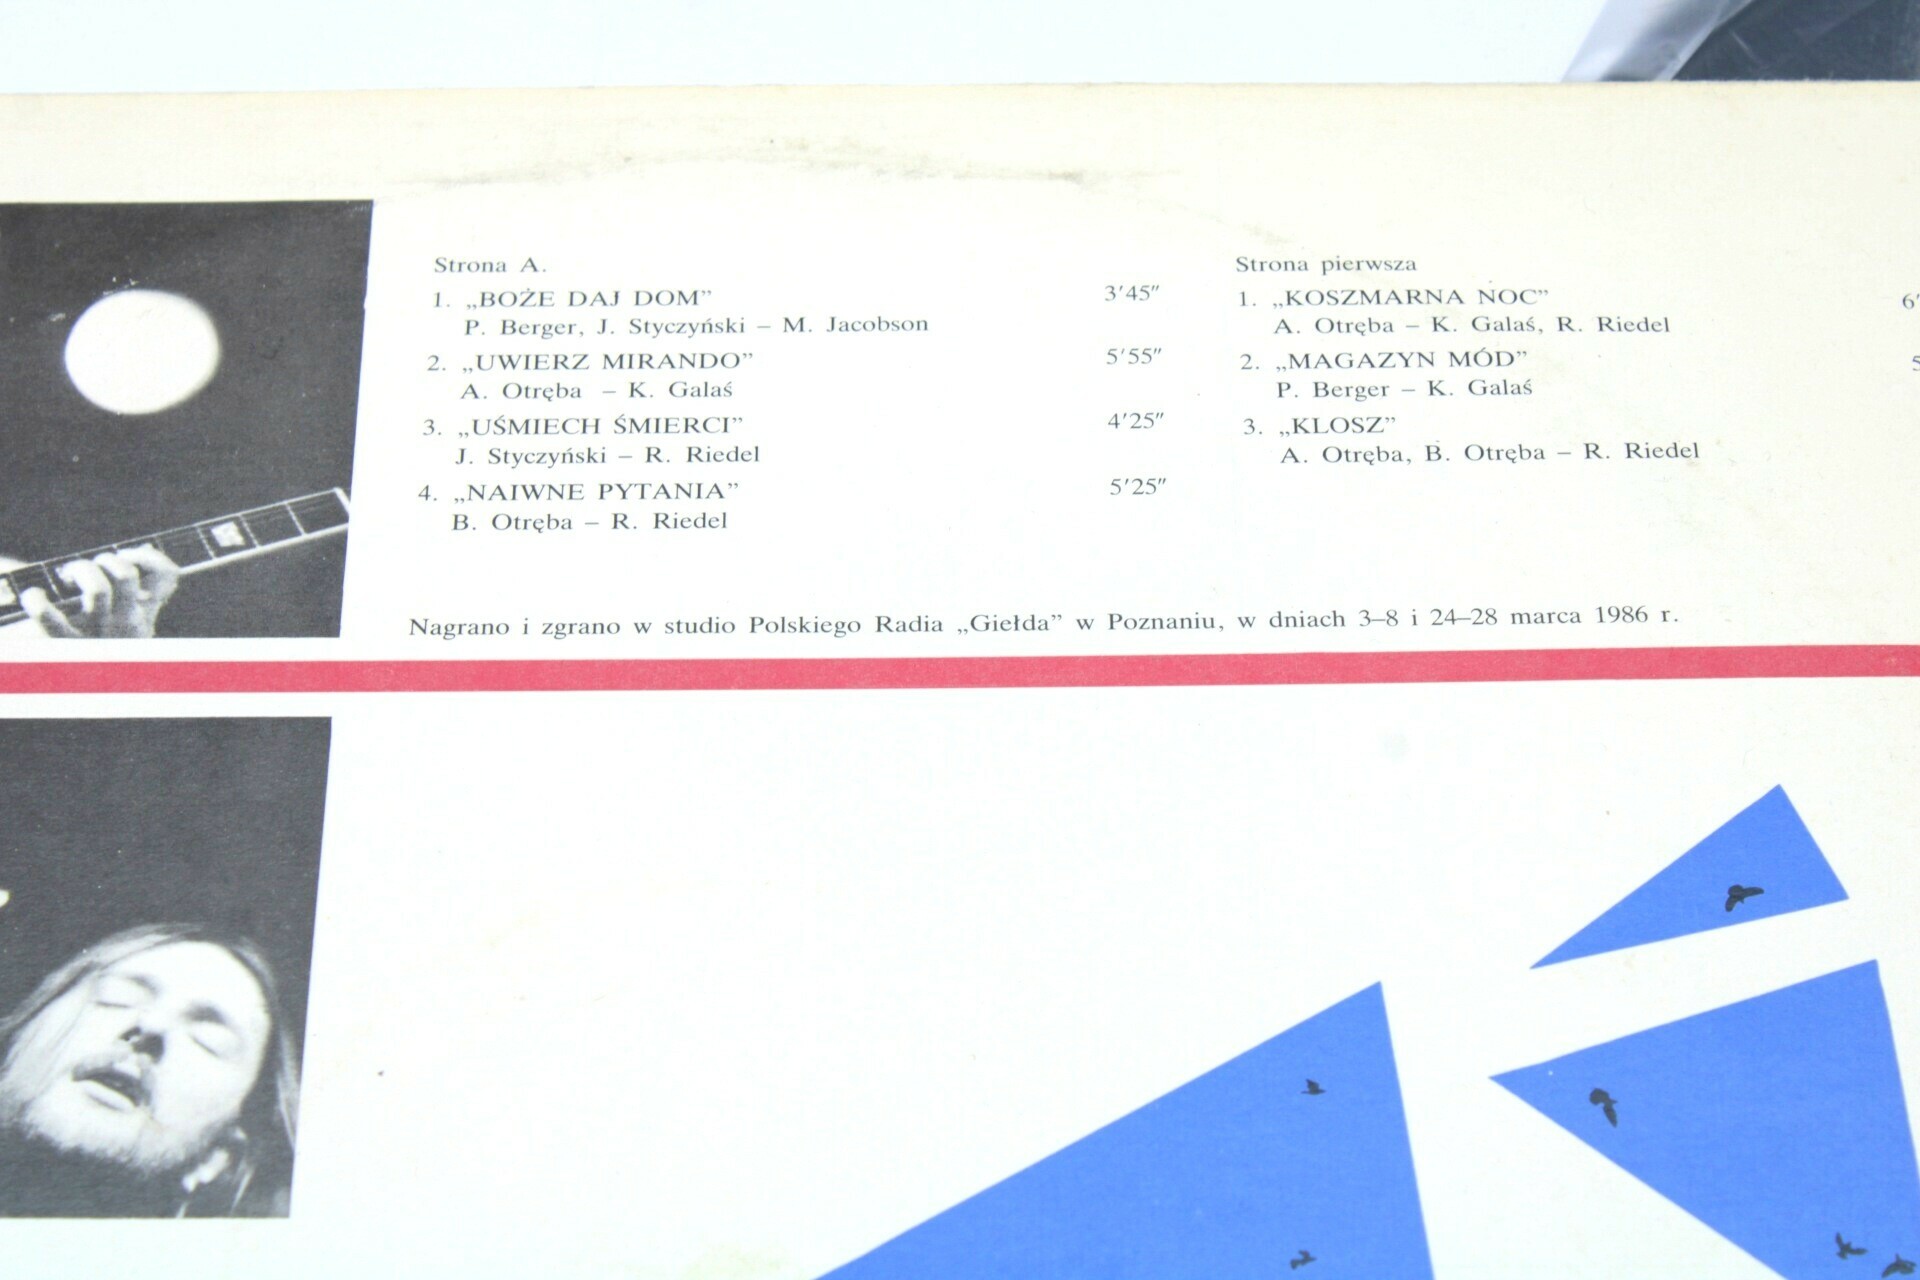 Strona A.
1. „BOŻE DAJ DOM” 3′45″
P. Berger, J. Styczyński – M. Jacobson
2. „UWIERZ MIRANDO” 5′55″
A. Otręba – K. Galaś
3. „UŚMIECH ŚMIERCI” 4′25″
J. Styczyński – R. Riedel
4. „NAIWNE PYTANIA” 5′25″
B. Otręba – R. Riedel
Strona pierwsza
1. „KOSZMARNA NOC” 6′
A. Otręba – K. Galaś, R. Riedel
2. „MAGAZYN MÓD” 5
P. Berger – K. Galaś
3. „KLOSZ”
A. Otręba, B. Otręba – R. Riedel
Nagrano i zgrano w studio Polskiego Radia „Giełda” w Poznaniu, w dniach 3–8 i 24–28 marca 1986 r.